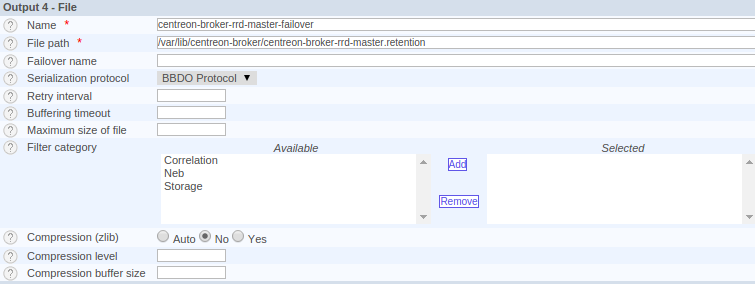 Output 4 - File
? Name * centreon-broker-rrd-master-failover
? File path * /var/lib/centreon-broker/centreon-broker-rrd-master.retention
? Failover name
? Serialization protocol BBDO Protocol
? Retry interval
? Buffering timeout
? Maximum size of file
? Filter category Available Selected
Correlation
Neb
Storage
Add
Remove
? Compression (zlib) Auto No Yes
? Compression level
? Compression buffer size